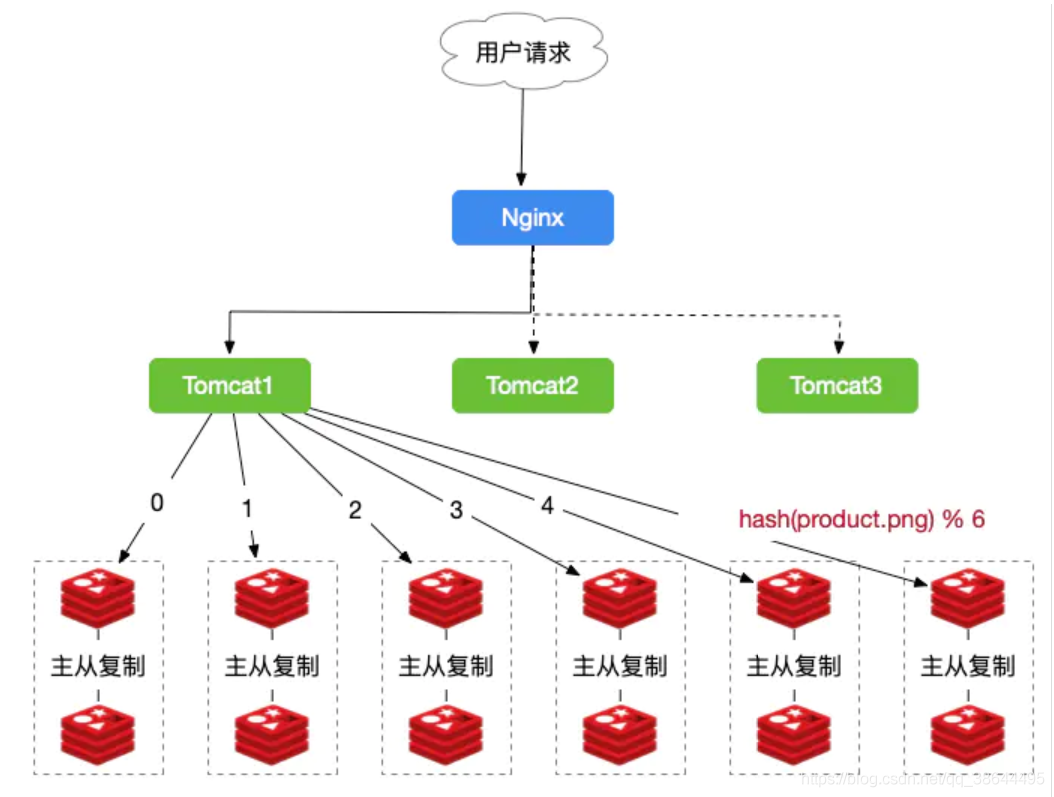 用户请求
Nginx
Tomcat1
Tomcat2
Tomcat3
0
1
2
3
4
hash(product.png) % 6
主从复制
主从复制
主从复制
主从复制
主从复制
主从复制
https://blog.csdn.net/qq_38644495